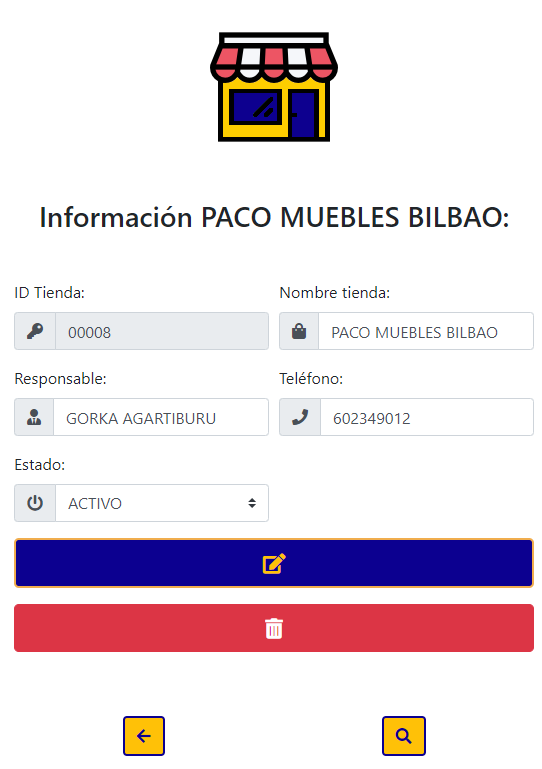 Información PACO MUEBLES BILBAO:
ID Tienda:
00008
Nombre tienda:
PACO MUEBLES BILBAO
Responsable:
GORKA AGARTIBURU
Teléfono:
602349012
Estado:
ACTIVO